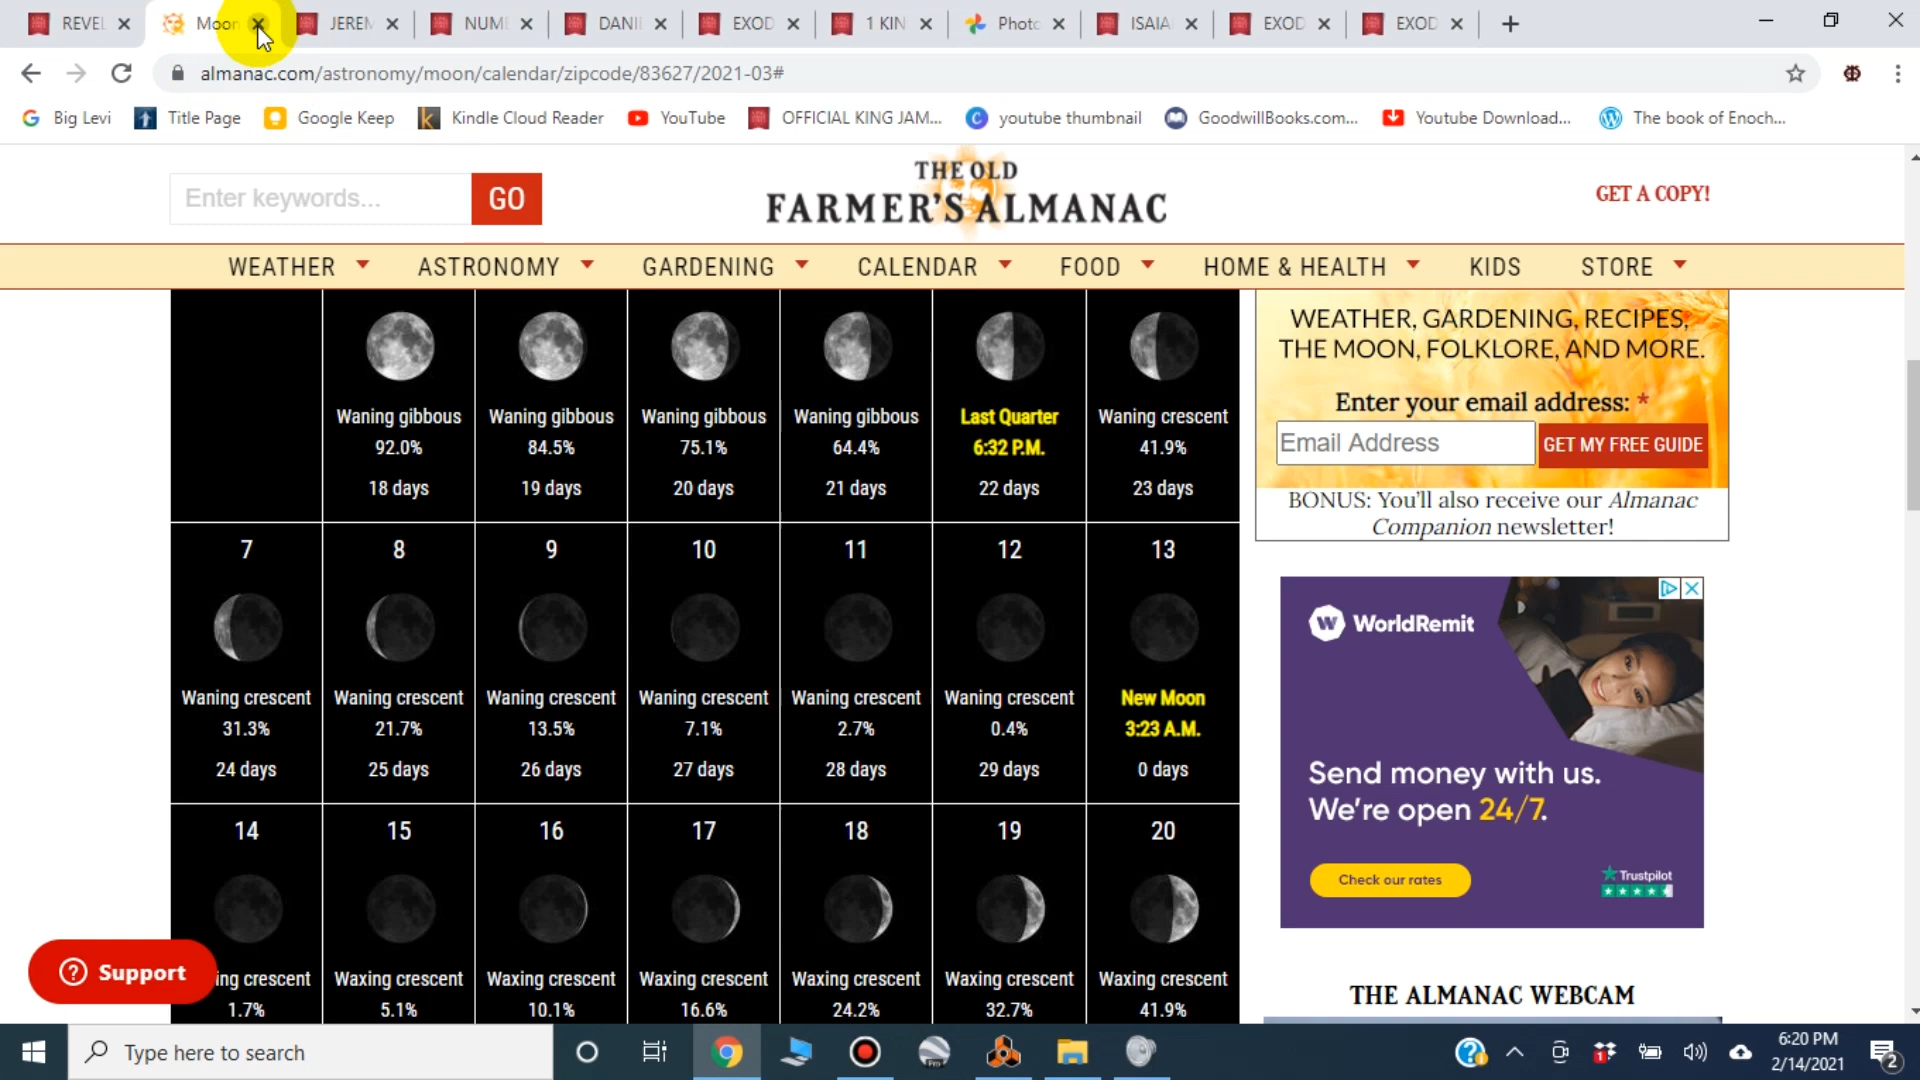 REVEL Moon JEREM NUME DANIE EXOD 1 KIN Photo ISAIA EXOD EXOD
almanac.com/astronomy/moon/calendar/zipcode/83627/2021-03#
Big Levi Title Page Google Keep Kindle Cloud Reader YouTube OFFICIAL KING JAM... youtube thumbnail GoodwillBooks.com... Youtube Download... The book of Enoch...
Enter keywords... GO
THE OLD
FARMER'S ALMANAC
GET A COPY!
WEATHER ASTRONOMY GARDENING CALENDAR FOOD HOME & HEALTH KIDS STORE
Waning gibbous Waning gibbous Waning gibbous Waning gibbous Last Quarter Waning crescent
92.0% 84.5% 75.1% 64.4% 6:32 P.M. 41.9%
18 days 19 days 20 days 21 days 22 days 23 days
7 8 9 10 11 12 13
Waning crescent Waning crescent Waning crescent Waning crescent Waning crescent Waning crescent New Moon
31.3% 21.7% 13.5% 7.1% 2.7% 0.4% 3:23 A.M.
24 days 25 days 26 days 27 days 28 days 29 days 0 days
14 15 16 17 18 19 20
ing crescent Waxing crescent Waxing crescent Waxing crescent Waxing crescent Waxing crescent Waxing crescent
1.7% 5.1% 10.1% 16.6% 24.2% 32.7% 41.9%
Support
WEATHER, GARDENING, RECIPES,
THE MOON, FOLKLORE, AND MORE.
Enter your email address: *
Email Address GET MY FREE GUIDE
BONUS: You'll also receive our Almanac
Companion newsletter!
W WorldRemit
Send money with us.
We're open 24/7.
Check our rates
Trustpilot
THE ALMANAC WEBCAM
Type here to search
1
6:20 PM
2/14/2021
2